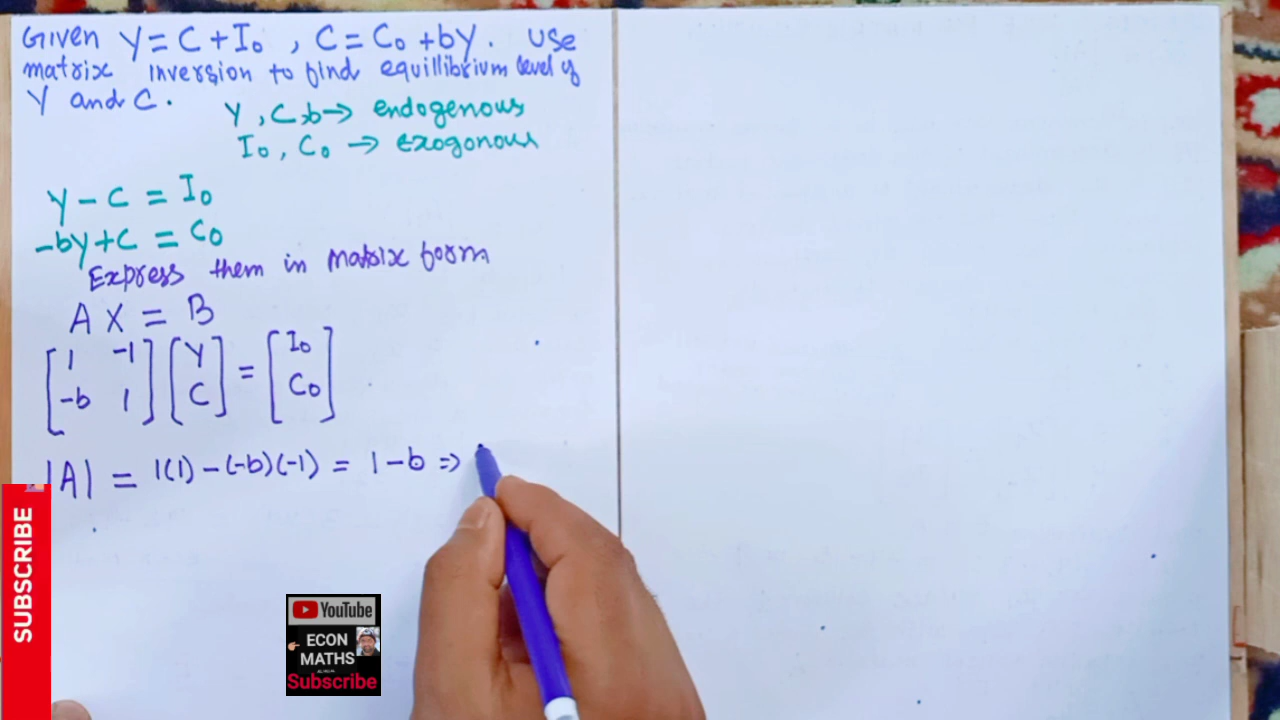 Given Y = C + I₀ , C = C₀ + bY. Use
matrix inversion to find equillibrium level of
Y and C.
Y, C, b → endogenous
I₀, C₀ → exogonous
Y - C = I₀
-bY + C = C₀
Express them in matrix form
A X = B
[1 -1] [Y] = [I₀]
[-b 1] [C] [C₀]
|A| = 1(1) - (-b)(-1) = 1 - b ⇒
SUBSCRIBE
YouTube
ECON
MATHS
Subscribe